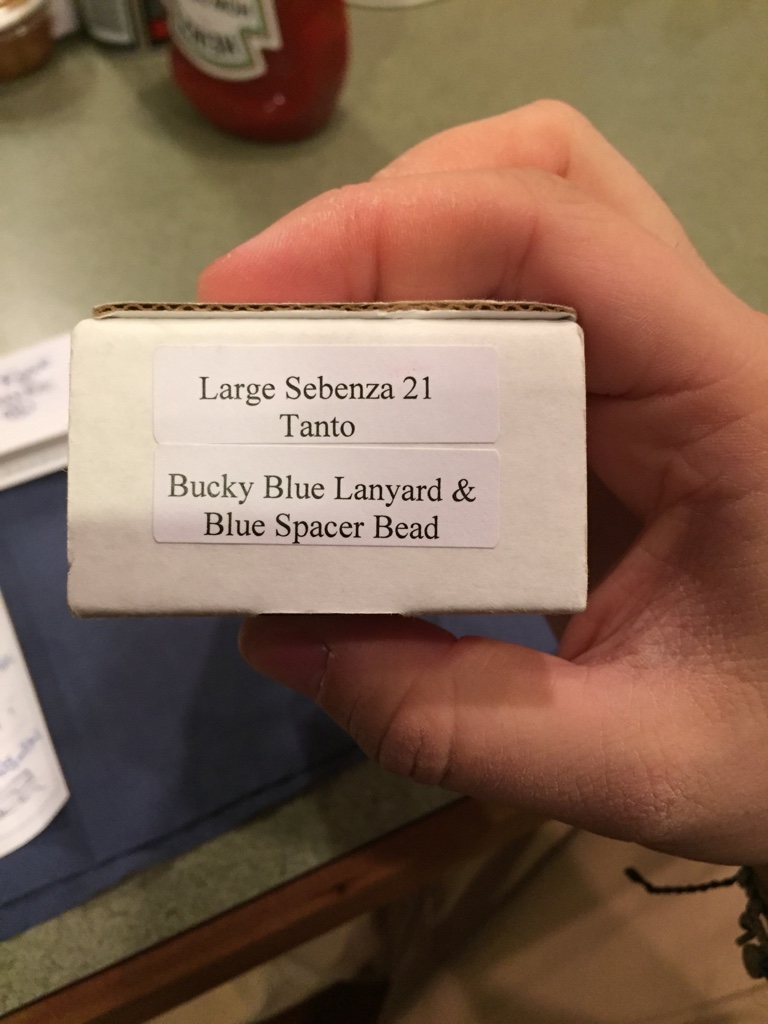 Large Sebenza 21
Tanto
Bucky Blue Lanyard &
Blue Spacer Bead